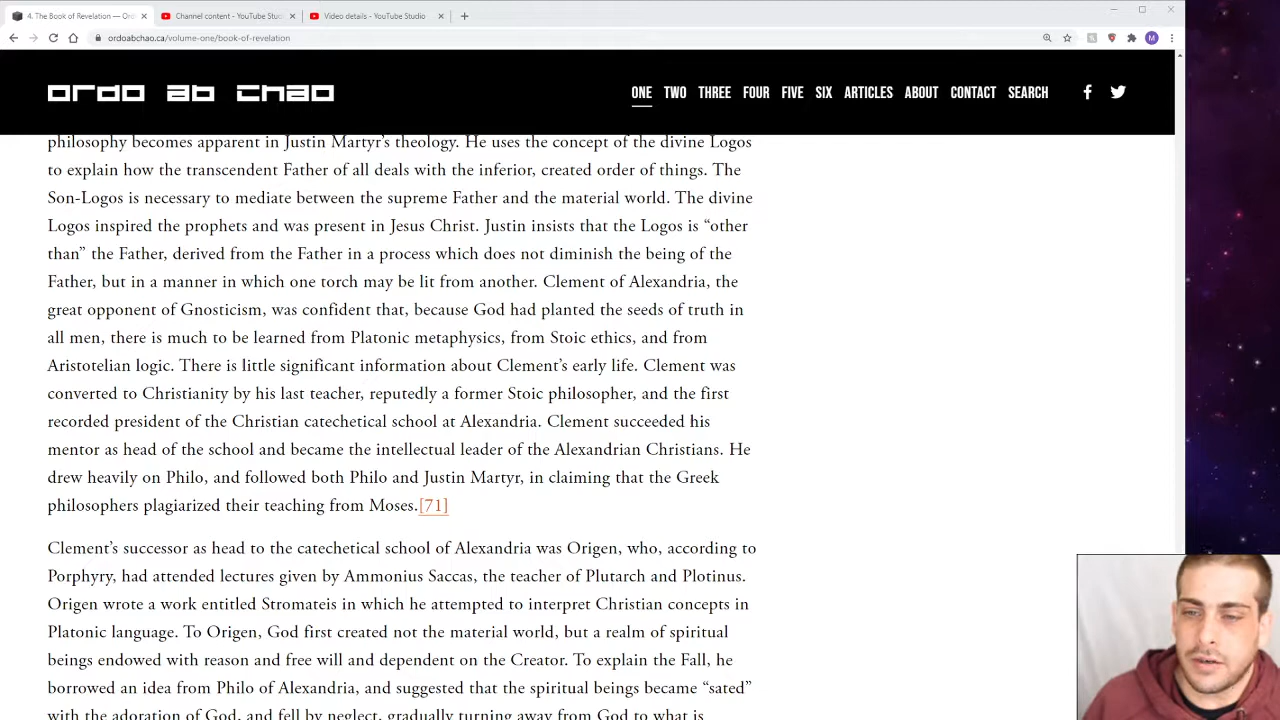 4. The Book of Revelation — Ord
Channel content - YouTube Stud
Video details - YouTube Studio
ordoabchao.ca/volume-one/book-of-revelation
M
ordo ab chao
ONE TWO THREE FOUR FIVE SIX ARTICLES ABOUT CONTACT SEARCH
philosophy becomes apparent in Justin Martyr’s theology. He uses the concept of the divine Logos
to explain how the transcendent Father of all deals with the inferior, created order of things. The
Son-Logos is necessary to mediate between the supreme Father and the material world. The divine
Logos inspired the prophets and was present in Jesus Christ. Justin insists that the Logos is “other
than” the Father, derived from the Father in a process which does not diminish the being of the
Father, but in a manner in which one torch may be lit from another. Clement of Alexandria, the
great opponent of Gnosticism, was confident that, because God had planted the seeds of truth in
all men, there is much to be learned from Platonic metaphysics, from Stoic ethics, and from
Aristotelian logic. There is little significant information about Clement’s early life. Clement was
converted to Christianity by his last teacher, reputedly a former Stoic philosopher, and the first
recorded president of the Christian catechetical school at Alexandria. Clement succeeded his
mentor as head of the school and became the intellectual leader of the Alexandrian Christians. He
drew heavily on Philo, and followed both Philo and Justin Martyr, in claiming that the Greek
philosophers plagiarized their teaching from Moses.[71]
Clement’s successor as head to the catechetical school of Alexandria was Origen, who, according to
Porphyry, had attended lectures given by Ammonius Saccas, the teacher of Plutarch and Plotinus.
Origen wrote a work entitled Stromateis in which he attempted to interpret Christian concepts in
Platonic language. To Origen, God first created not the material world, but a realm of spiritual
beings endowed with reason and free will and dependent on the Creator. To explain the Fall, he
borrowed an idea from Philo of Alexandria, and suggested that the spiritual beings became “sated”
with the adoration of God, and fell by neglect, gradually turning away from God to what is